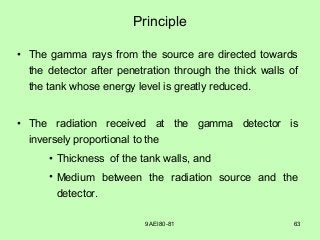 Principle
• The gamma rays from the source are directed towards
the detector after penetration through the thick walls of
the tank whose energy level is greatly reduced.
• The radiation received at the gamma detector is
inversely proportional to the
• Thickness of the tank walls, and
• Medium between the radiation source and the
detector.
9AEI80-81 63